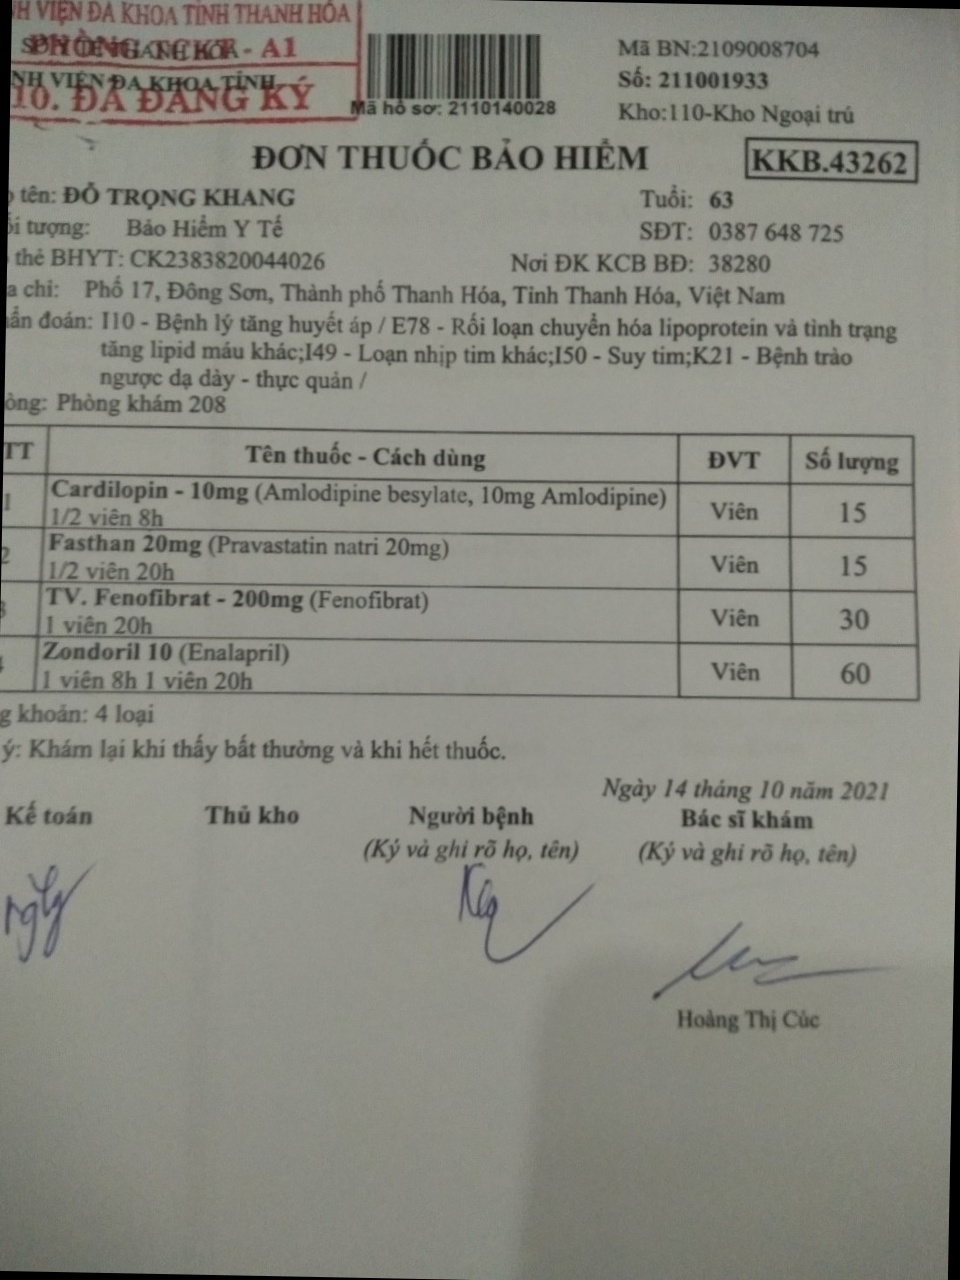 H VIỆN ĐA KHOA TỈNH THANH HÓA
PHÒNG TCKT - A1
NH VIỆN ĐA KHOA TỈNH
10. ĐÃ ĐĂNG KÝ
Mã hồ sơ: 2110140028
Mã BN:2109008704
Số: 211001933
Kho:110-Kho Ngoại trú
ĐƠN THUỐC BẢO HIỂM
KKB.43262
tên: ĐỖ TRỌNG KHANG
Tuổi: 63
i tượng: Bảo Hiểm Y Tế
SĐT: 0387 648 725
thẻ BHYT: CK2383820044026
Nơi ĐK KCB BĐ: 38280
a chỉ: Phố 17, Đông Sơn, Thành phố Thanh Hóa, Tỉnh Thanh Hóa, Việt Nam
ẩn đoán: I10 - Bệnh lý tăng huyết áp / E78 - Rối loạn chuyển hóa lipoprotein và tình trạng
tăng lipid máu khác;I49 - Loạn nhịp tim khác;I50 - Suy tim;K21 - Bệnh trào
ngược dạ dày - thực quản /
òng: Phòng khám 208
TT Tên thuốc - Cách dùng ĐVT Số lượng
1 Cardilopin - 10mg (Amlodipine besylate, 10mg Amlodipine) Viên 15
1/2 viên 8h
2 Fasthan 20mg (Pravastatin natri 20mg) Viên 15
1/2 viên 20h
3 TV. Fenofibrat - 200mg (Fenofibrat) Viên 30
1 viên 20h
Zondoril 10 (Enalapril) Viên 60
1 viên 8h 1 viên 20h
g khoản: 4 loại
ý: Khám lại khi thấy bất thường và khi hết thuốc.
Ngày 14 tháng 10 năm 2021
Kế toán Thủ kho Người bệnh Bác sĩ khám
(Ký và ghi rõ họ, tên) (Ký và ghi rõ họ, tên)
Hoàng Thị Cúc